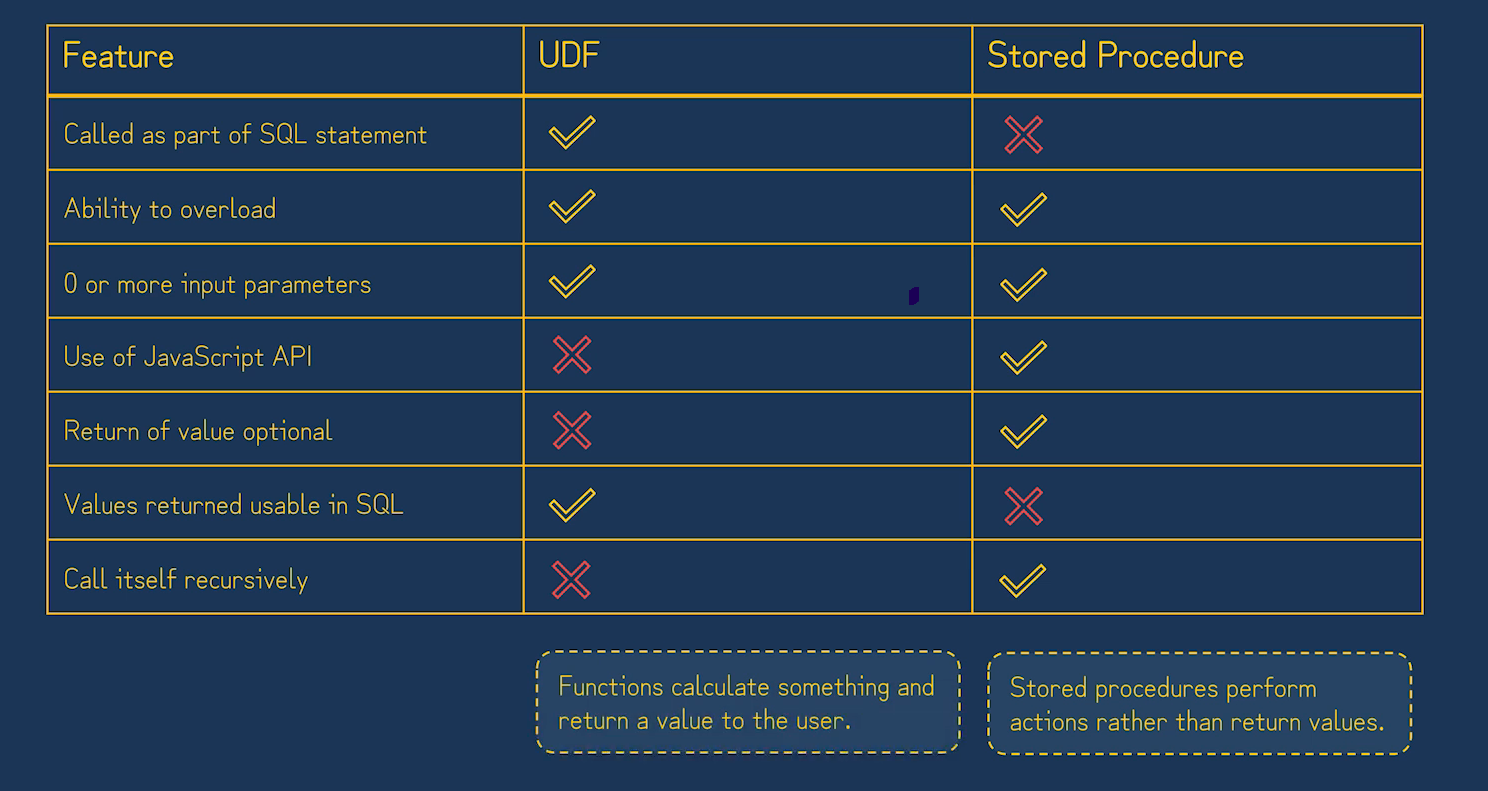 Feature UDF Stored Procedure
Called as part of SQL statement
Ability to overload
0 or more input parameters
Use of JavaScript API
Return of value optional
Values returned usable in SQL
Call itself recursively
Functions calculate something and
return a value to the user.
Stored procedures perform
actions rather than return values.